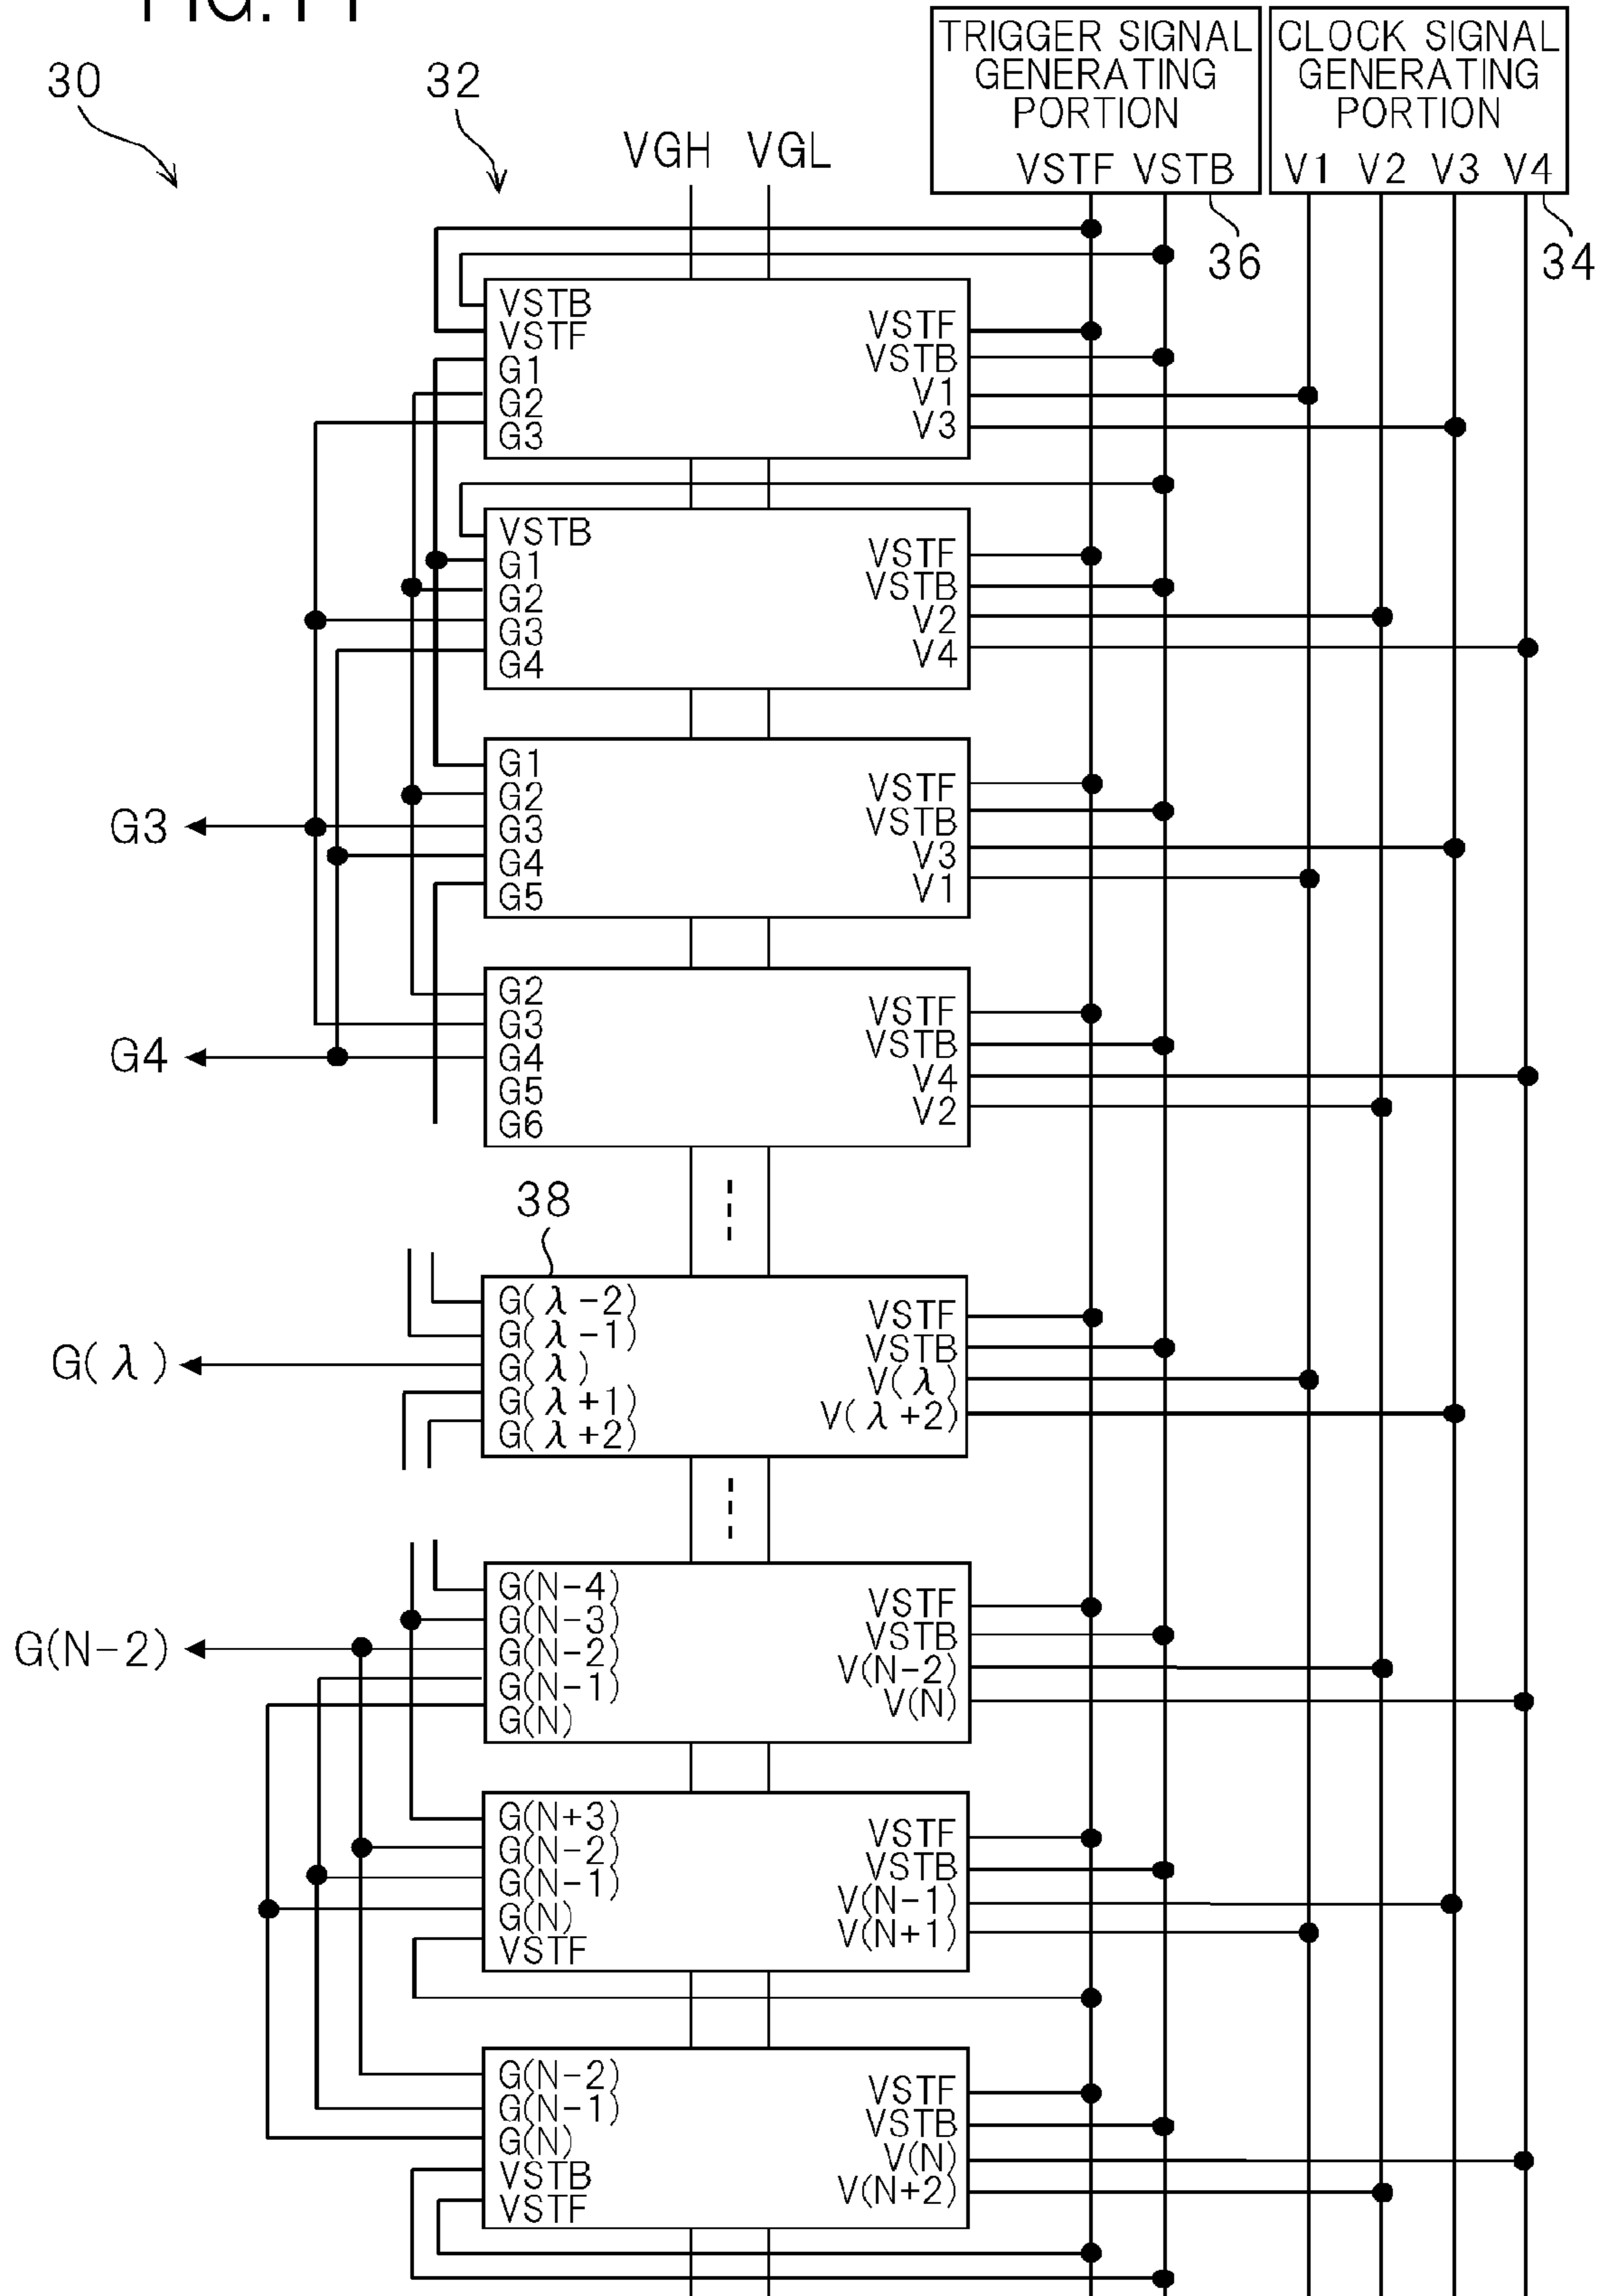 FIG. 11
TRIGGER SIGNAL
GENERATING
PORTION
VSTF VSTB
CLOCK SIGNAL
GENERATING
PORTION
V1 V2 V3 V4
30
32
VGH VGL
36
34
VSTB
VSTF
G1
G2
G3
VSTF
VSTB
V1
V3
VSTB
G1
G2
G3
G4
VSTF
VSTB
V2
V4
G3
G1
G2
G3
G4
G5
VSTF
VSTB
V3
V1
G4
G2
G3
G4
G5
G6
VSTF
VSTB
V4
V2
38
G(λ)
G(λ-2)
G(λ-1)
G(λ)
G(λ+1)
G(λ+2)
VSTF
VSTB
V(λ)
V(λ+2)
G(N-2)
G(N-4)
G(N-3)
G(N-2)
G(N-1)
G(N)
VSTF
VSTB
V(N-2)
V(N)
G(N+3)
G(N-2)
G(N-1)
G(N)
VSTF
VSTF
VSTB
V(N-1)
V(N+1)
G(N-2)
G(N-1)
G(N)
VSTB
VSTF
VSTF
VSTB
V(N)
V(N+2)